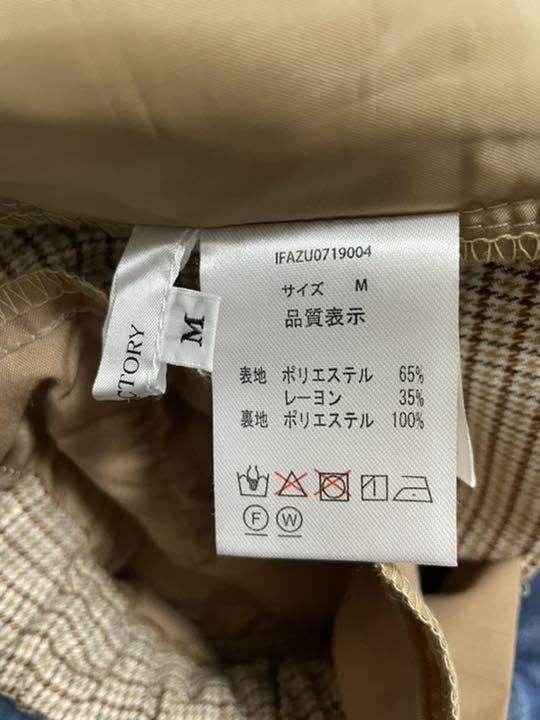 IFAZU0719004
サイズ M
品質表示
表地 ポリエステル 65%
レーヨン 35%
裏地 ポリエステル 100%
F W
M
CTORY